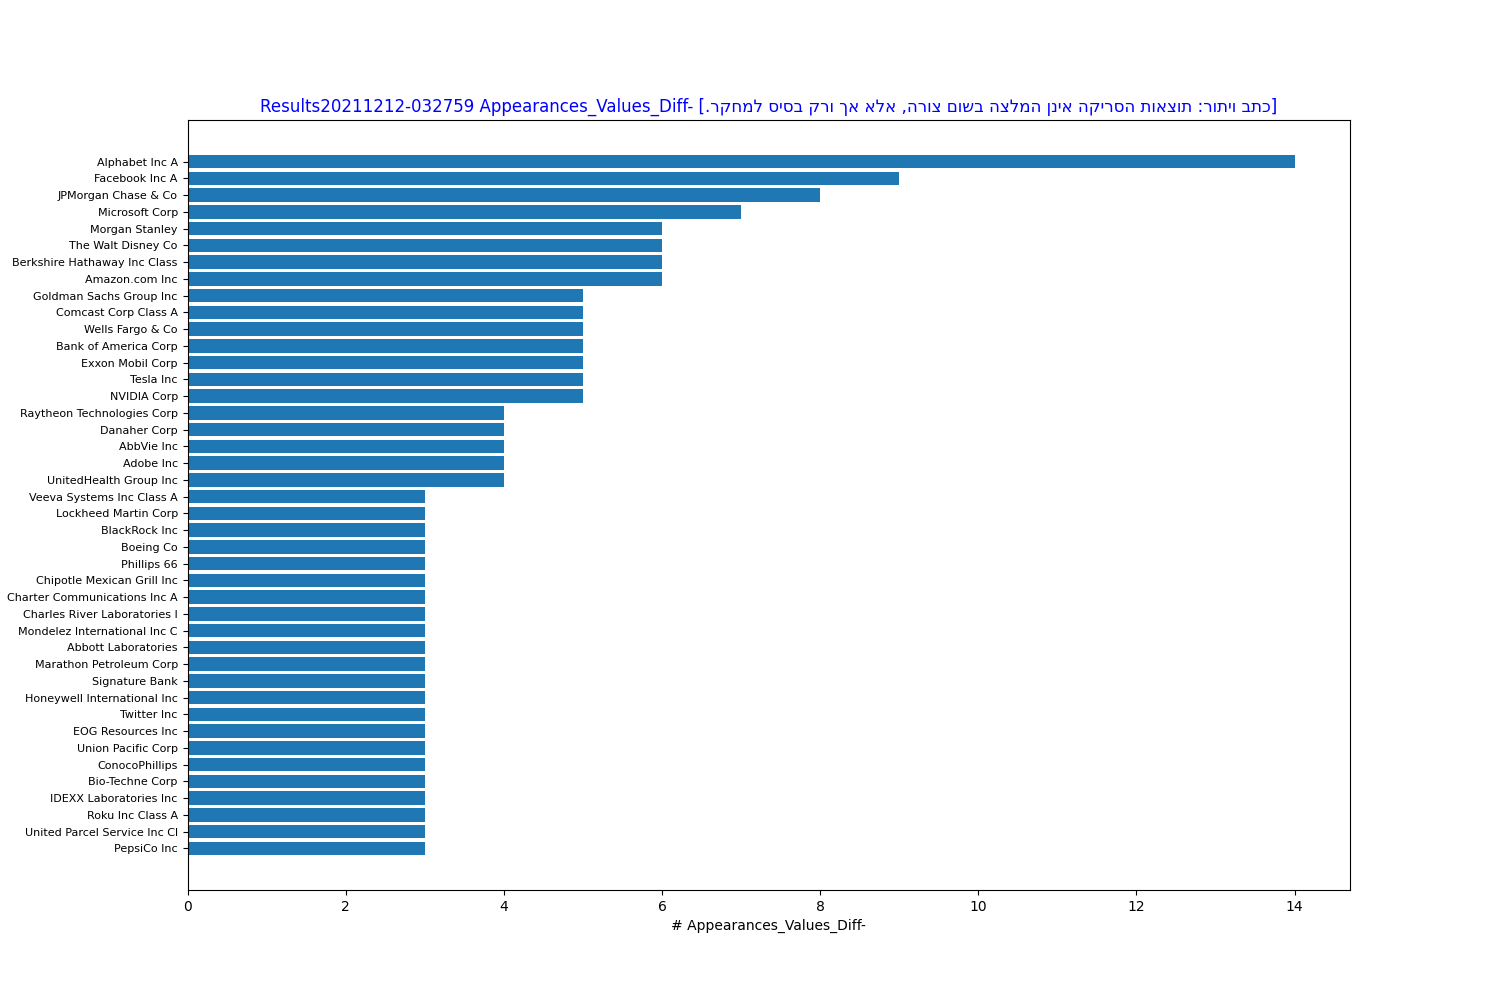 Results20211212-032759 Appearances_Values_Diff- [כתב ויתור: תוצאות הסריקה אינן המלצה בשום צורה, אלא אך ורק בסיס למחקר.]
Alphabet Inc A
Facebook Inc A
JPMorgan Chase & Co
Microsoft Corp
Morgan Stanley
The Walt Disney Co
Berkshire Hathaway Inc Class
Amazon.com Inc
Goldman Sachs Group Inc
Comcast Corp Class A
Wells Fargo & Co
Bank of America Corp
Exxon Mobil Corp
Tesla Inc
NVIDIA Corp
Raytheon Technologies Corp
Danaher Corp
AbbVie Inc
Adobe Inc
UnitedHealth Group Inc
Veeva Systems Inc Class A
Lockheed Martin Corp
BlackRock Inc
Boeing Co
Phillips 66
Chipotle Mexican Grill Inc
Charter Communications Inc A
Charles River Laboratories I
Mondelez International Inc C
Abbott Laboratories
Marathon Petroleum Corp
Signature Bank
Honeywell International Inc
Twitter Inc
EOG Resources Inc
Union Pacific Corp
ConocoPhillips
Bio-Techne Corp
IDEXX Laboratories Inc
Roku Inc Class A
United Parcel Service Inc Cl
PepsiCo Inc
0 2 4 6 8 10 12 14
# Appearances_Values_Diff-